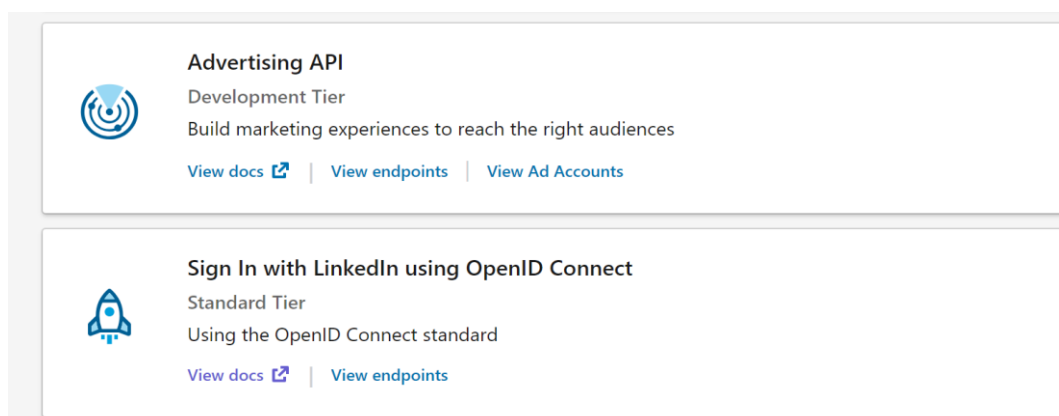 Advertising API
Development Tier
Build marketing experiences to reach the right audiences
View docs | View endpoints | View Ad Accounts
Sign In with LinkedIn using OpenID Connect
Standard Tier
Using the OpenID Connect standard
View docs | View endpoints